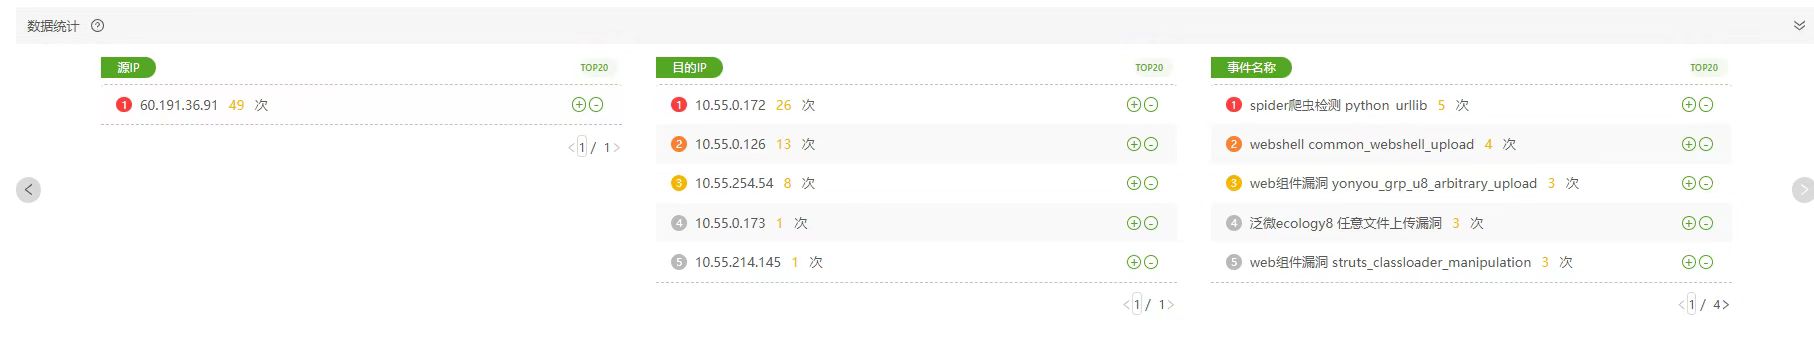 数据统计 ?
源IP TOP20
1 60.191.36.91 49 次 + -
< 1 / 1 >
目的IP TOP20
1 10.55.0.172 26 次 + -
2 10.55.0.126 13 次 + -
3 10.55.254.54 8 次 + -
4 10.55.0.173 1 次 + -
5 10.55.214.145 1 次 + -
< 1 / 1 >
事件名称 TOP20
1 spider爬虫检测 python_urllib 5 次 + -
2 webshell common_webshell_upload 4 次 + -
3 web组件漏洞 yonyou_grp_u8_arbitrary_upload 3 次 + -
4 泛微ecology8 任意文件上传漏洞 3 次 + -
5 web组件漏洞 struts_classloader_manipulation 3 次 + -
< 1 / 4 >